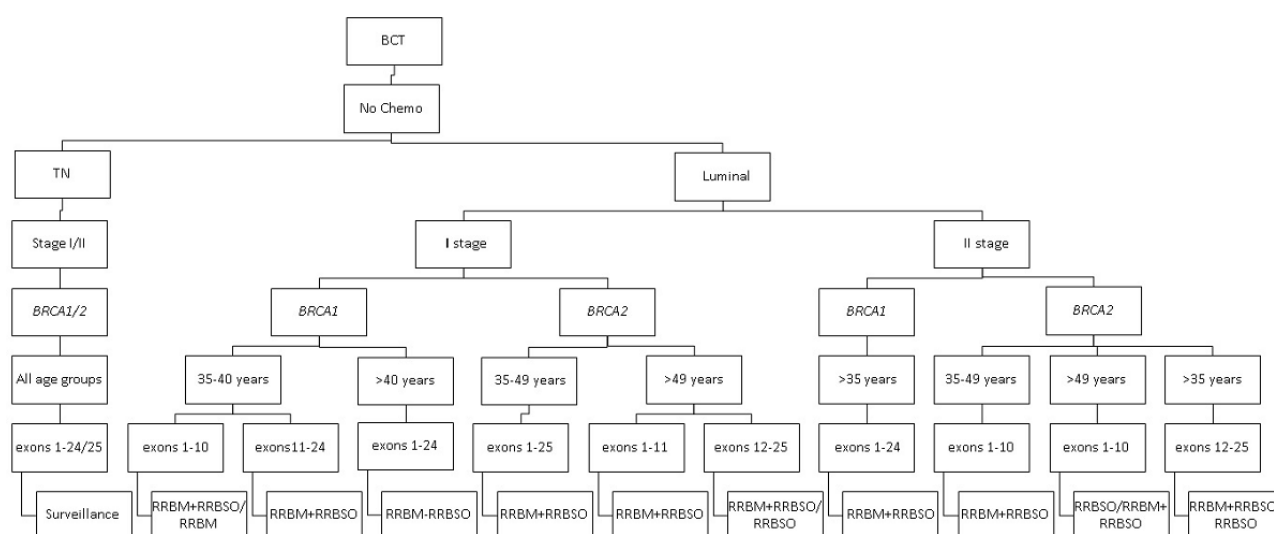 BCT
No Chemo
TN
Luminal
Stage I/II
I stage
II stage
BRCA1/2
BRCA1
BRCA2
BRCA1
BRCA2
All age groups
35-40 years
>40 years
35-49 years
>49 years
>35 years
35-49 years
>49 years
>35 years
exons 1-24/25
exons 1-10
exons11-24
exons 1-24
exons 1-25
exons 1-11
exons 12-25
exons 1-24
exons 1-10
exons 1-10
exons 12-25
Surveillance
RRBM+RRBSO/
RRBM
RRBM+RRBSO
RRBM-RRBSO
RRBM+RRBSO
RRBM+RRBSO
RRBM+RRBSO/
RRBSO
RRBM+RRBSO
RRBM+RRBSO
RRBSO/RRBM+
RRBSO
RRBM+RRBSO
RRBSO